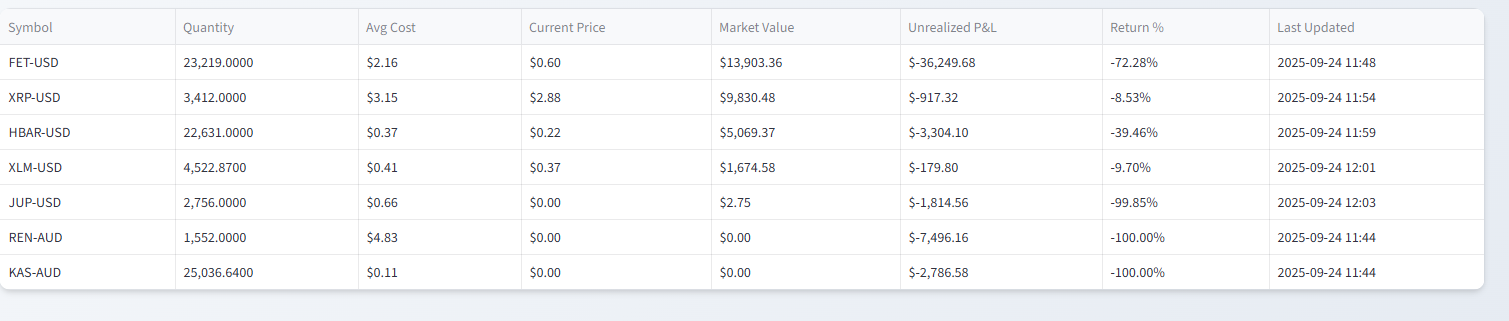 Symbol Quantity Avg Cost Current Price Market Value Unrealized P&L Return % Last Updated
FET-USD 23,219.0000 $2.16 $0.60 $13,903.36 $-36,249.68 -72.28% 2025-09-24 11:48
XRP-USD 3,412.0000 $3.15 $2.88 $9,830.48 $-917.32 -8.53% 2025-09-24 11:54
HBAR-USD 22,631.0000 $0.37 $0.22 $5,069.37 $-3,304.10 -39.46% 2025-09-24 11:59
XLM-USD 4,522.8700 $0.41 $0.37 $1,674.58 $-179.80 -9.70% 2025-09-24 12:01
JUP-USD 2,756.0000 $0.66 $0.00 $2.75 $-1,814.56 -99.85% 2025-09-24 12:03
REN-AUD 1,552.0000 $4.83 $0.00 $0.00 $-7,496.16 -100.00% 2025-09-24 11:44
KAS-AUD 25,036.6400 $0.11 $0.00 $0.00 $-2,786.58 -100.00% 2025-09-24 11:44